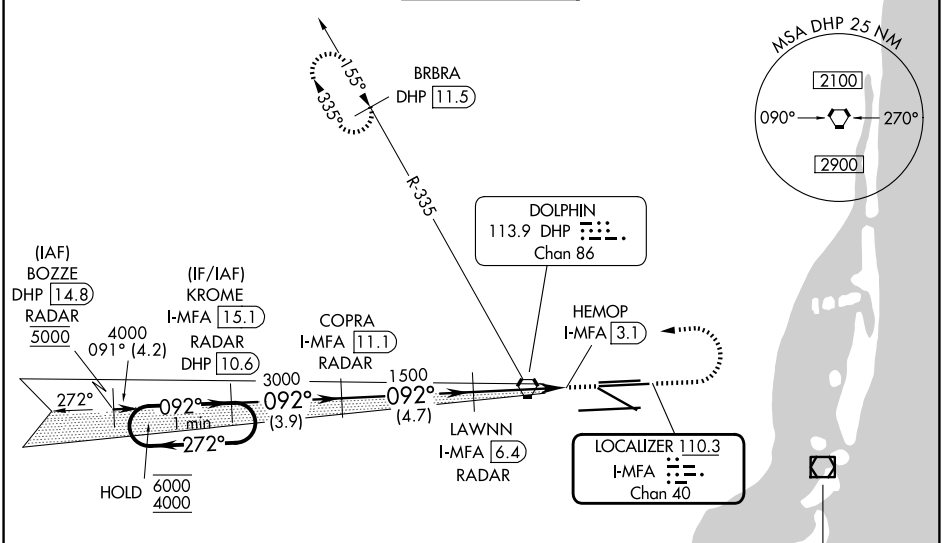 MSA DHP 25 NM
2100
090°
270°
2900
155°
335°
BRBRA
DHP 11.5
R-335
DOLPHIN
113.9 DHP
Chan 86
(IAF)
BOZZE
DHP 14.8
RADAR
5000
4000
091° (4.2)
(IF/IAF)
KROME
I-MFA 15.1
RADAR
DHP 10.6
COPRA
I-MFA 11.1
RADAR
HEMOP
I-MFA 3.1
3000
1500
272°
092°
092°
092°
1 min
(3.9)
(4.7)
272°
LAWNN
I-MFA 6.4
RADAR
HOLD
6000
4000
LOCALIZER 110.3
I-MFA
Chan 40